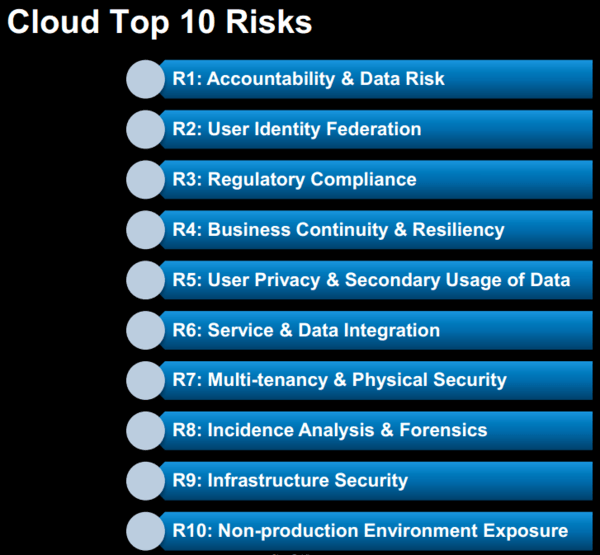 Cloud Top 10 Risks
R1: Accountability & Data Risk
R2: User Identity Federation
R3: Regulatory Compliance
R4: Business Continuity & Resiliency
R5: User Privacy & Secondary Usage of Data
R6: Service & Data Integration
R7: Multi-tenancy & Physical Security
R8: Incidence Analysis & Forensics
R9: Infrastructure Security
R10: Non-production Environment Exposure